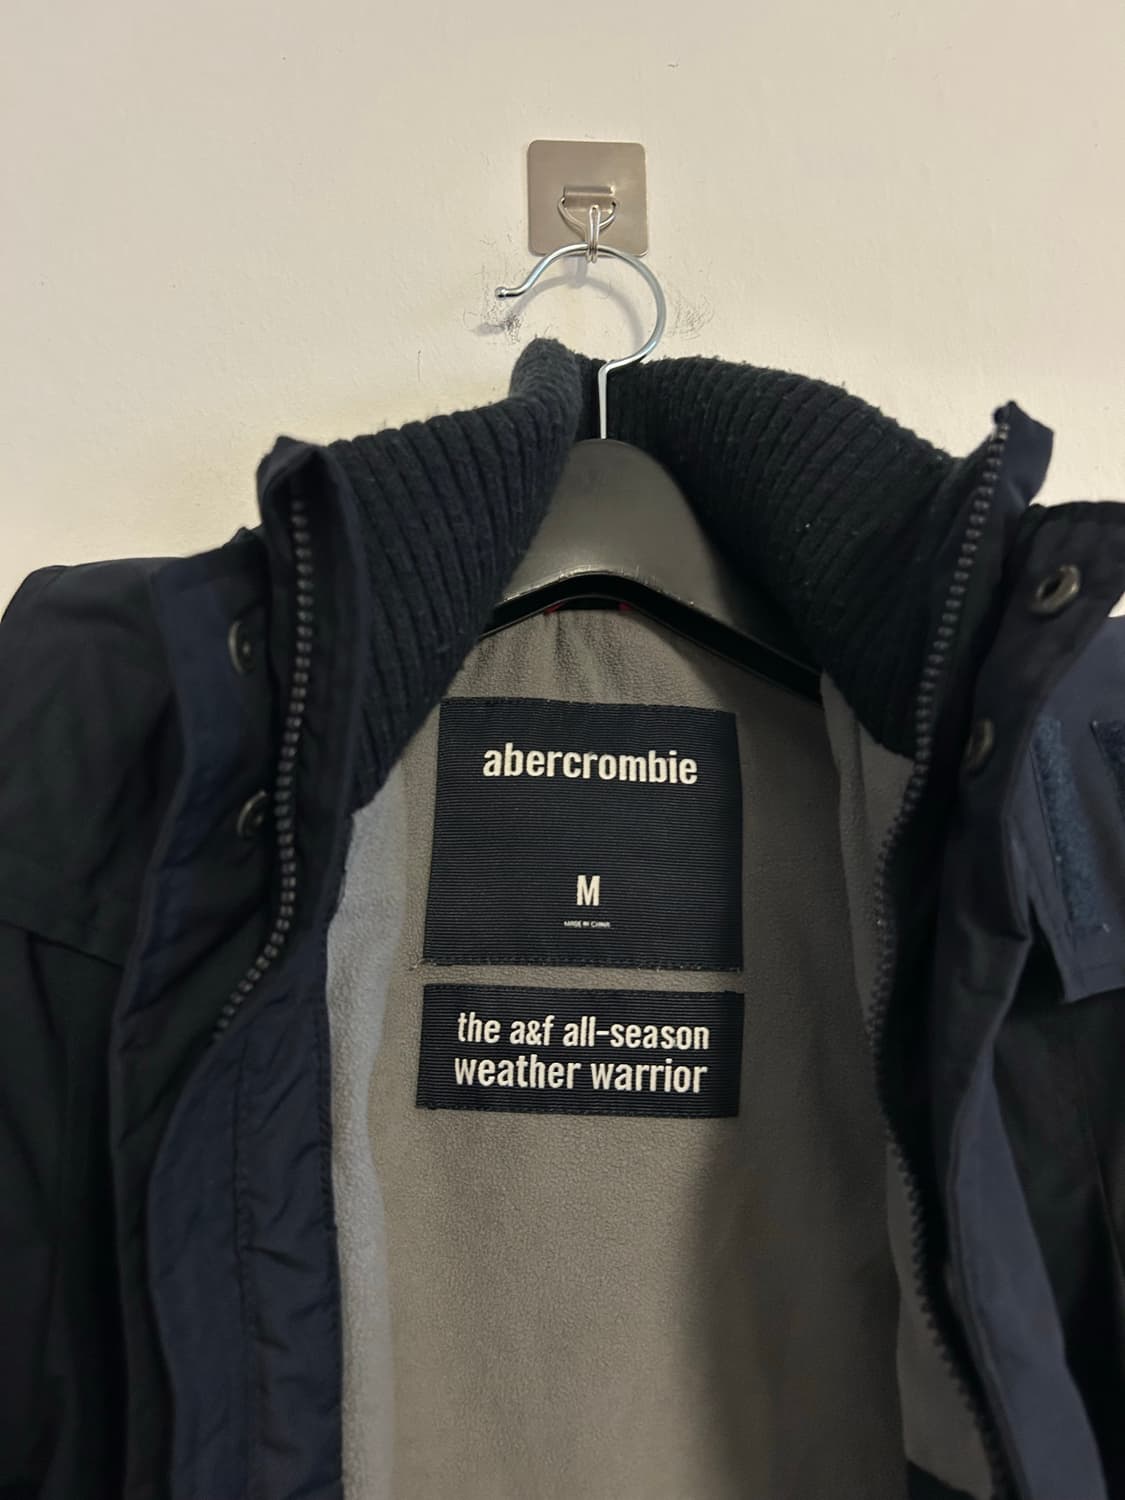 abercrombie
M
MADE IN CHINA
the a&f all-season
weather warrior